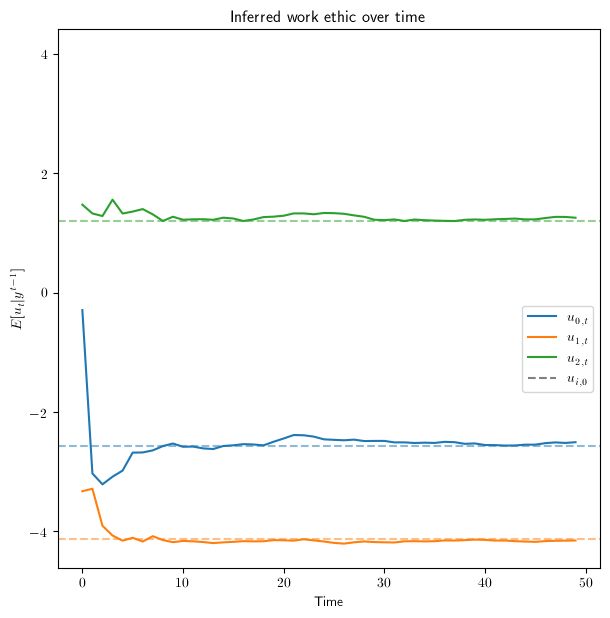 Inferred work ethic over time
4
2
0
−2
−4
E[u_t|y^{t−1}]
u_{0,t}
u_{1,t}
u_{2,t}
u_{i,0}
0
10
20
30
40
50
Time